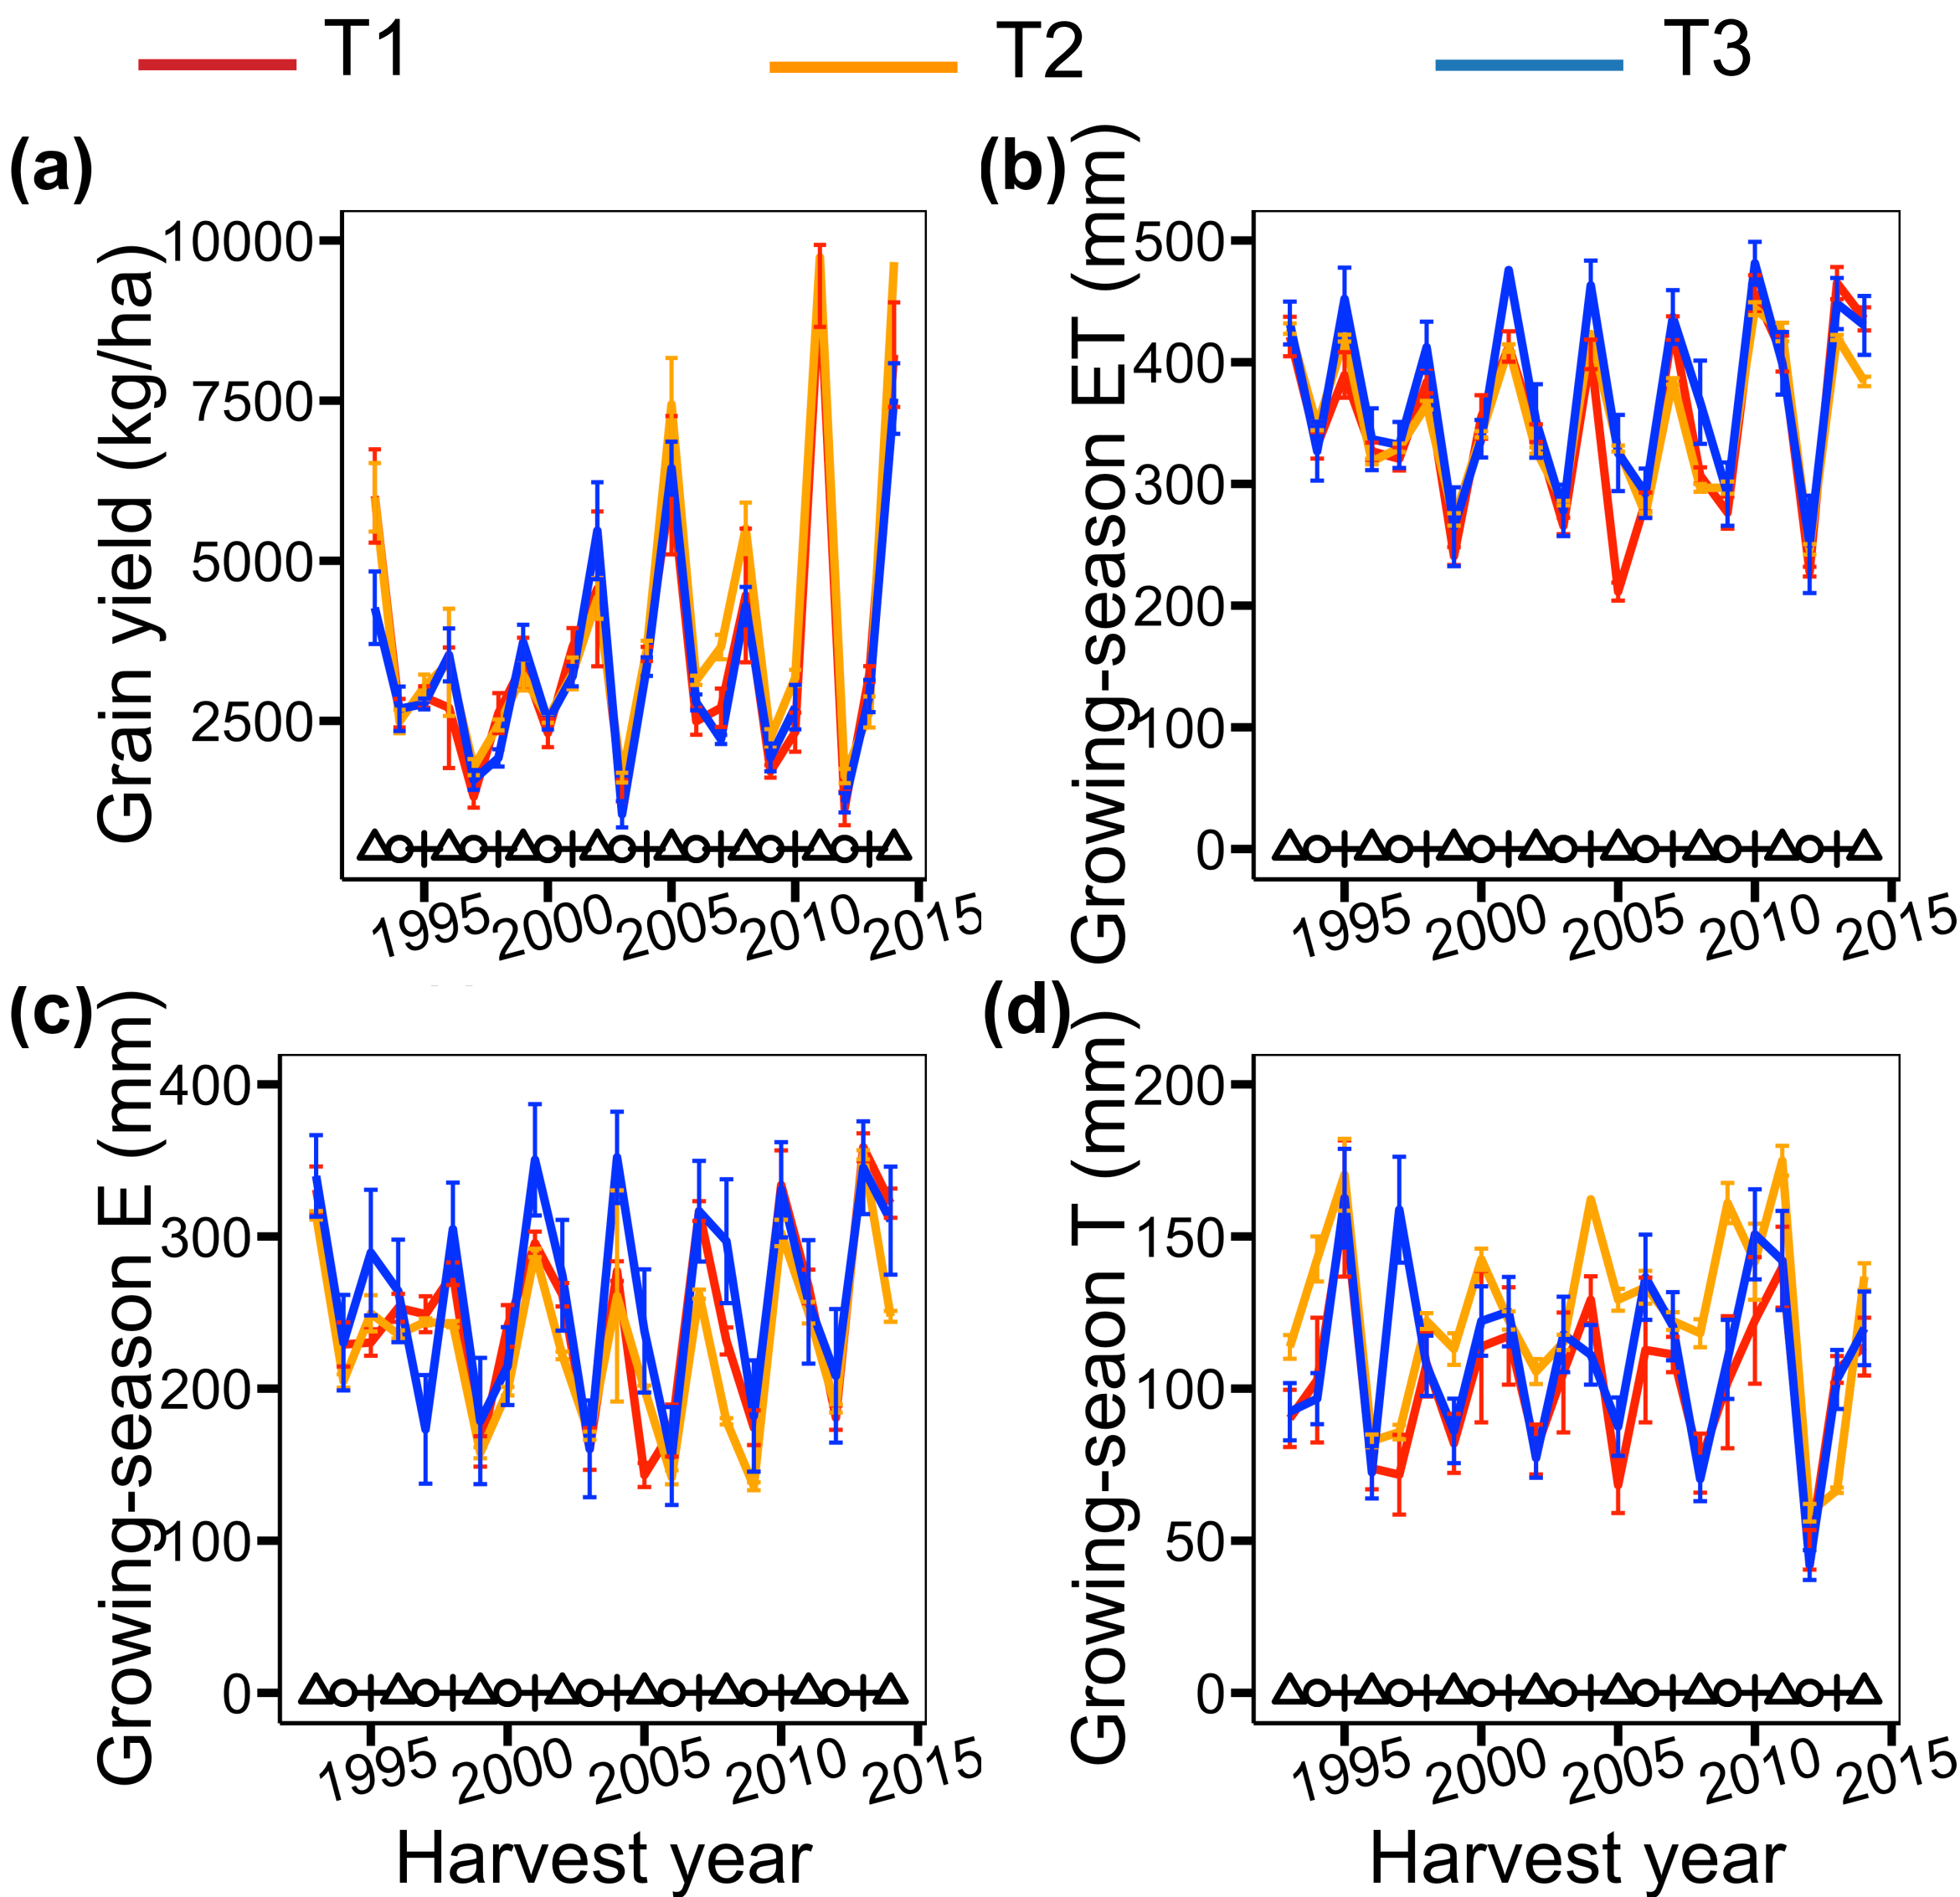 T1 T2 T3
(a)
Grain yield (kg/ha)
10000
7500
5000
2500
1995 2000 2005 2010 2015
(b)
Growing-season ET (mm)
500
400
300
200
100
0
1995 2000 2005 2010 2015
(c)
Growing-season E (mm)
400
300
200
100
0
1995 2000 2005 2010 2015
Harvest year
(d)
Growing-seaon T (mm)
200
150
100
50
0
1995 2000 2005 2010 2015
Harvest year